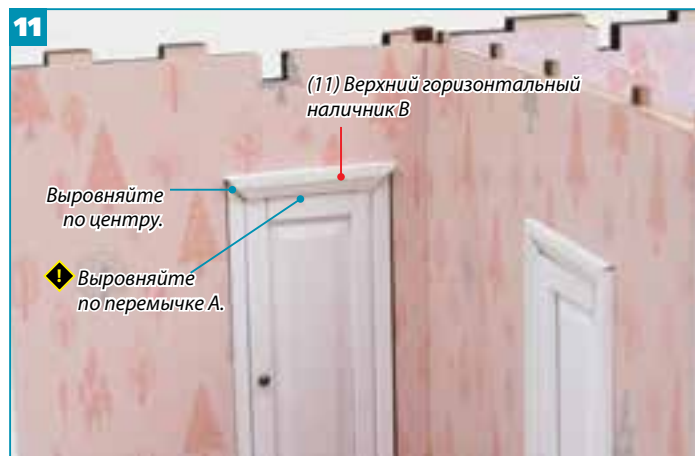 11
(11) Верхний горизонтальный
наличник В
Выровняйте
по центру.
! Выровняйте
по перемычке А.